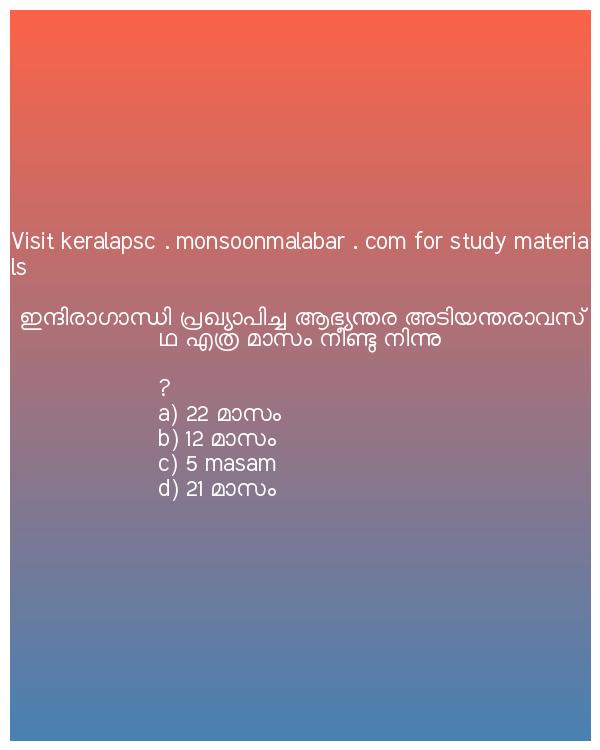 Visit keralapsc . monsoonmalabar . com for study materia
ls
ഇന്ദിരാഗാന്ധി പ്രഖ്യാപിച്ച ആഭ്യന്തര അടിയന്തരാവസ്
ഥ എത്ര മാസം നീണ്ടു നിന്നു
?
a) 22 മാസം
b) 12 മാസം
c) 5 masam
d) 21 മാസം